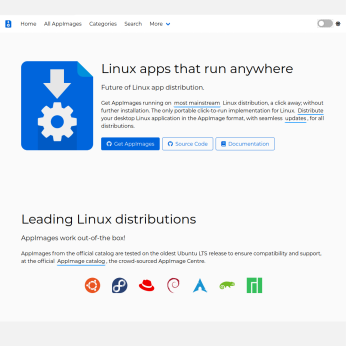 Home All AppImages Categories Search More
Linux apps that run anywhere
Future of Linux app distribution.
Get AppImages running on most mainstream Linux distribution, a click away; without
further installation. The only portable click-to-run implementation for Linux. Distribute
your desktop Linux application in the AppImage format, with seamless updates, for all
distributions.
Get AppImages Source Code Documentation
Leading Linux distributions
AppImages work out-of-the box!
AppImages from the official catalog are tested on the oldest Ubuntu LTS release to ensure compatibility and support,
at the official AppImage catalog, the crowd-sourced AppImage Centre.